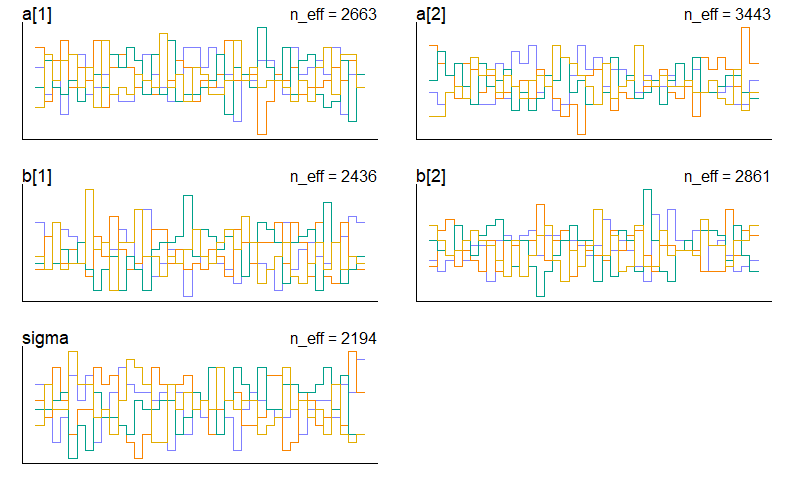 a[1] n_eff = 2663
a[2] n_eff = 3443
b[1] n_eff = 2436
b[2] n_eff = 2861
sigma n_eff = 2194